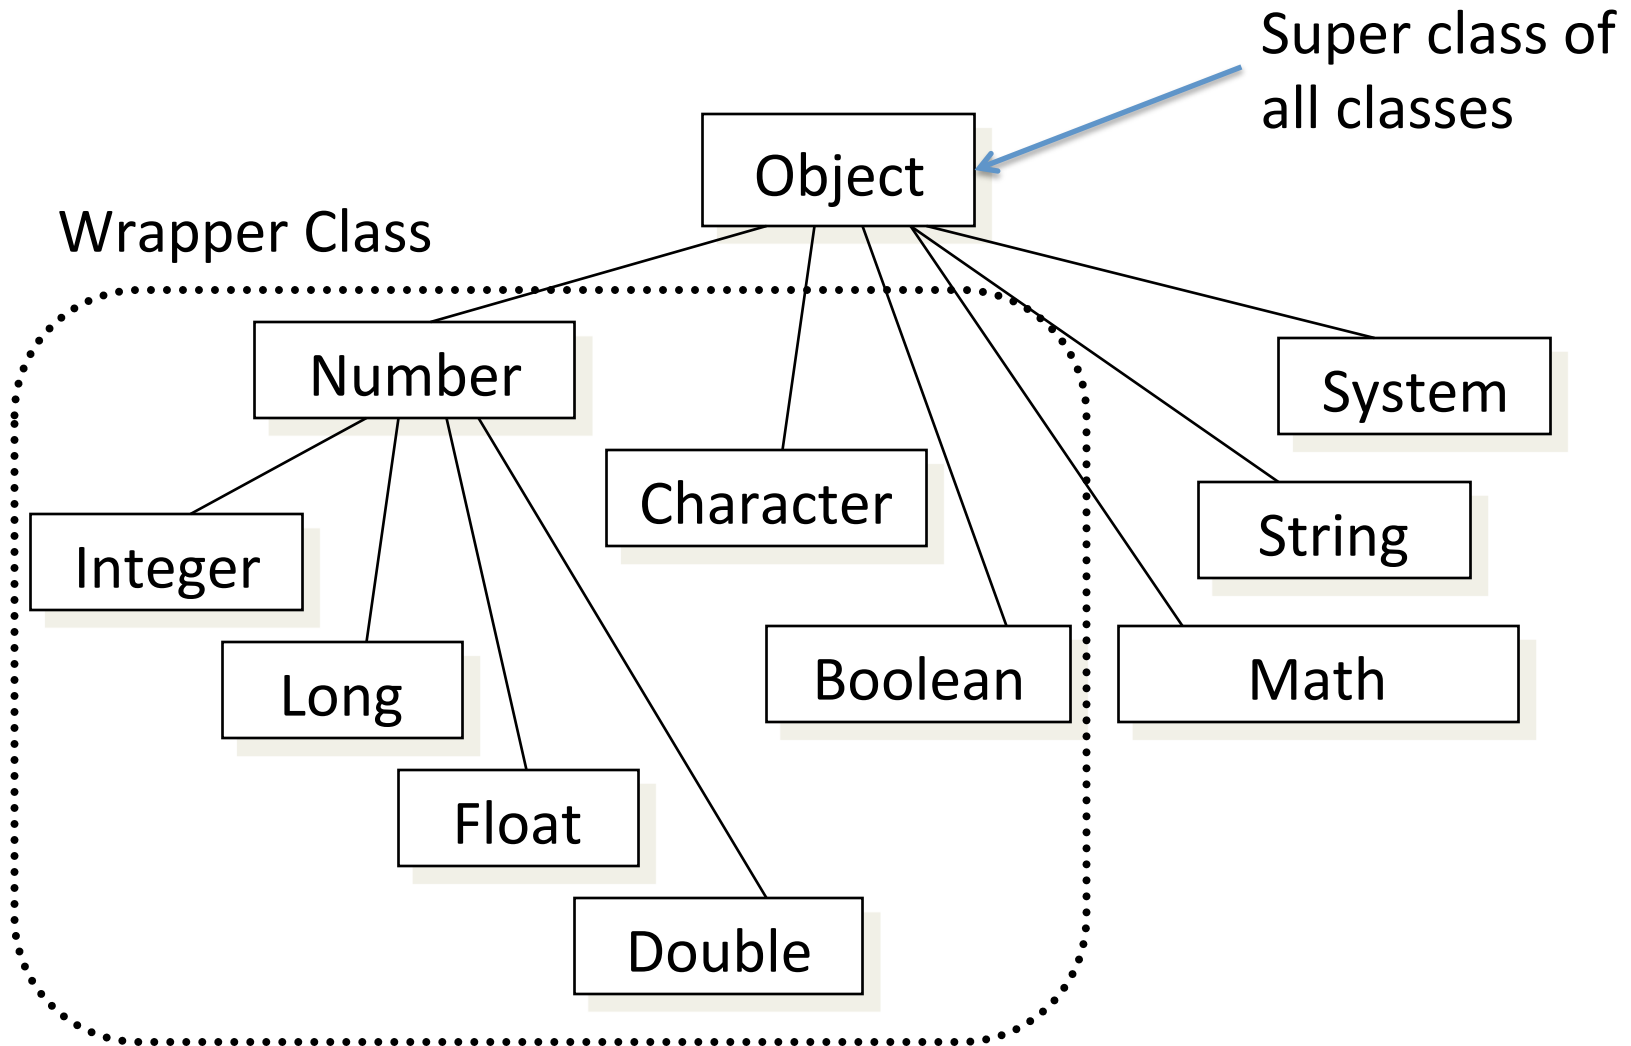 Super class of
all classes
Object
Wrapper Class
Number
System
Character
String
Integer
Long
Boolean
Math
Float
Double